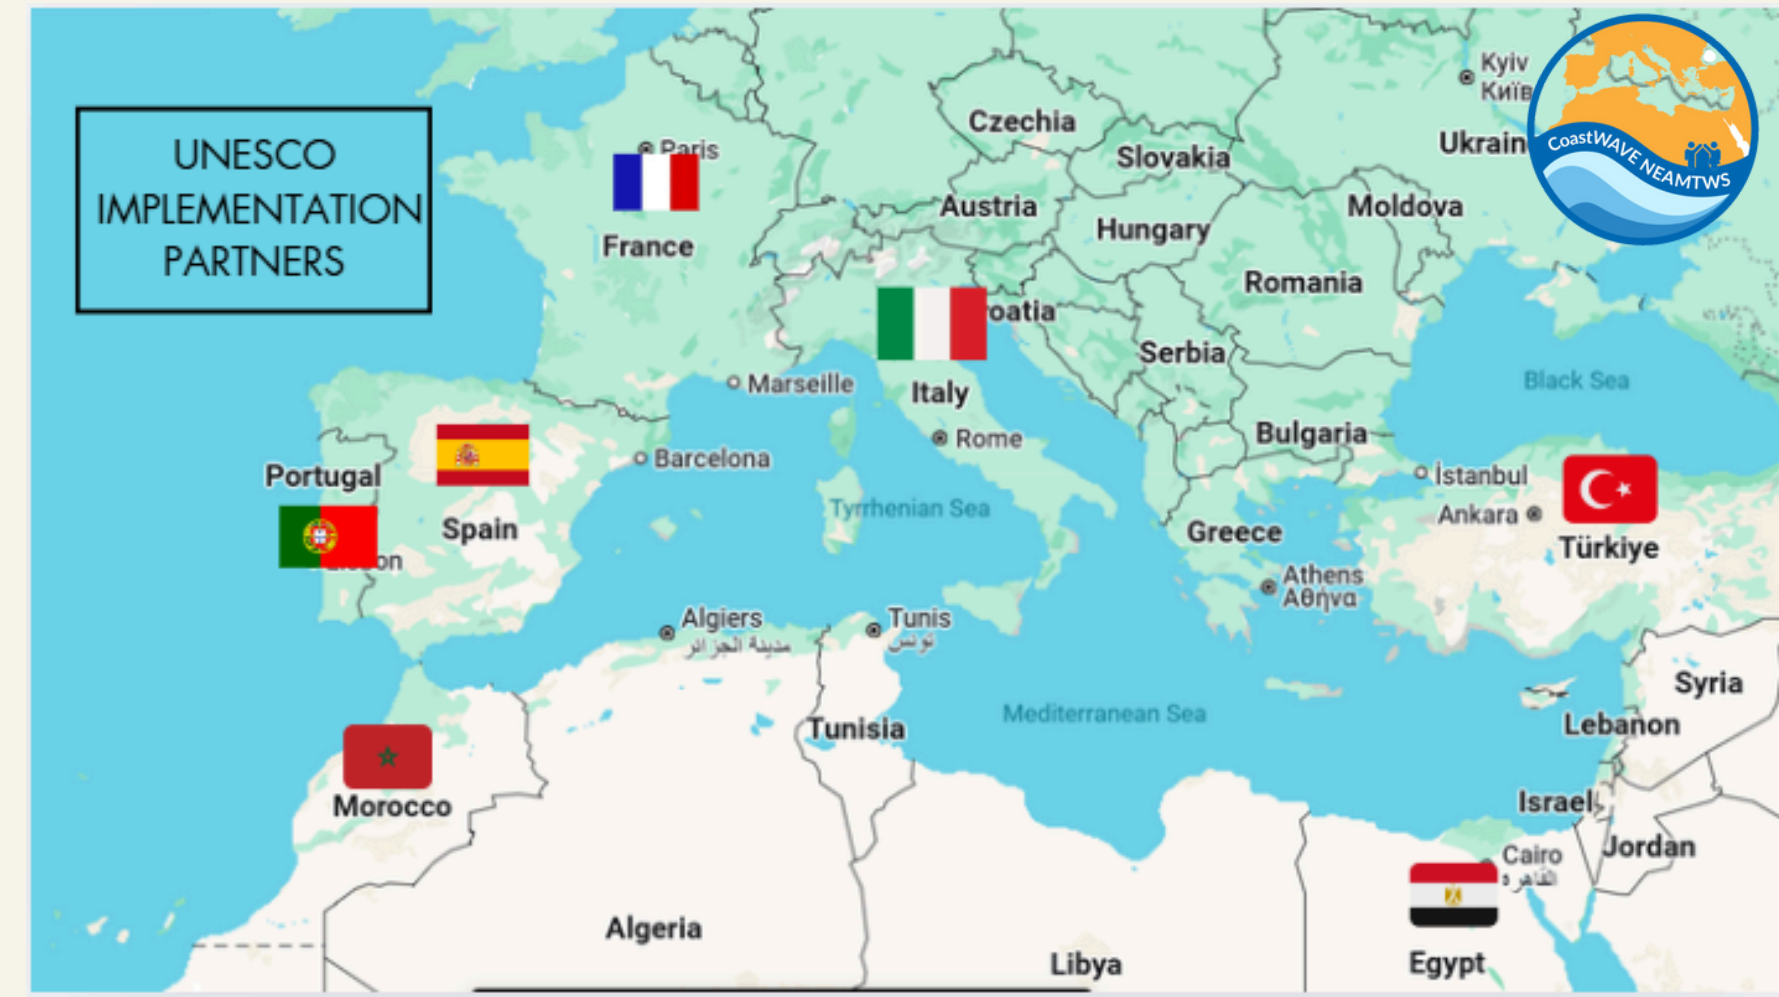 UNESCO
IMPLEMENTATION
PARTNERS
Kyiv
Київ
Czechia
Ukrain
CoastWAVE NEAMTWS
Paris
Slovakia
Austria
Moldova
Hungary
France
Romania
roatia
Serbia
Black Sea
Marseille
Italy
Bulgaria
Rome
Barcelona
Portugal
İstanbul
Tyrrhenian Sea
Ankara
Spain
Greece
Türkiye
Athens
Αθήνα
Algiers
مدينة الجزائر
Tunis
تونس
Syria
Mediterranean Sea
Lebanon
Tunisia
Israel
Morocco
Jordan
Cairo
القاهرة
Algeria
Libya
Egypt